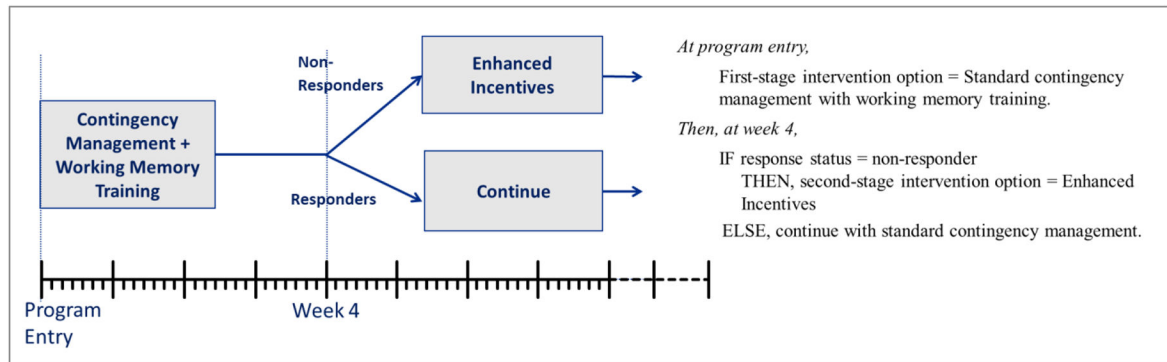 Contingency
Management +
Working Memory
Training
Non-
Responders
Responders
Enhanced
Incentives
Continue
Program
Entry
Week 4
At program entry,
First-stage intervention option = Standard contingency
management with working memory training.
Then, at week 4,
IF response status = non-responder
THEN, second-stage intervention option = Enhanced
Incentives
ELSE, continue with standard contingency management.